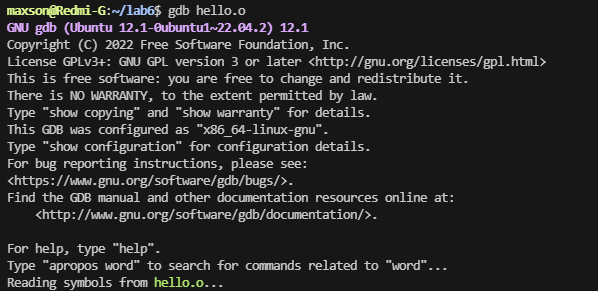 maxson@Redmi-G:~/lab6$ gdb hello.o
GNU gdb (Ubuntu 12.1-0ubuntu1~22.04.2) 12.1
Copyright (C) 2022 Free Software Foundation, Inc.
License GPLv3+: GNU GPL version 3 or later <http://gnu.org/licenses/gpl.html>
This is free software: you are free to change and redistribute it.
There is NO WARRANTY, to the extent permitted by law.
Type "show copying" and "show warranty" for details.
This GDB was configured as "x86_64-linux-gnu".
Type "show configuration" for configuration details.
For bug reporting instructions, please see:
<https://www.gnu.org/software/gdb/bugs/>.
Find the GDB manual and other documentation resources online at:
    <http://www.gnu.org/software/gdb/documentation/>.

For help, type "help".
Type "apropos word" to search for commands related to "word"...
Reading symbols from hello.o...